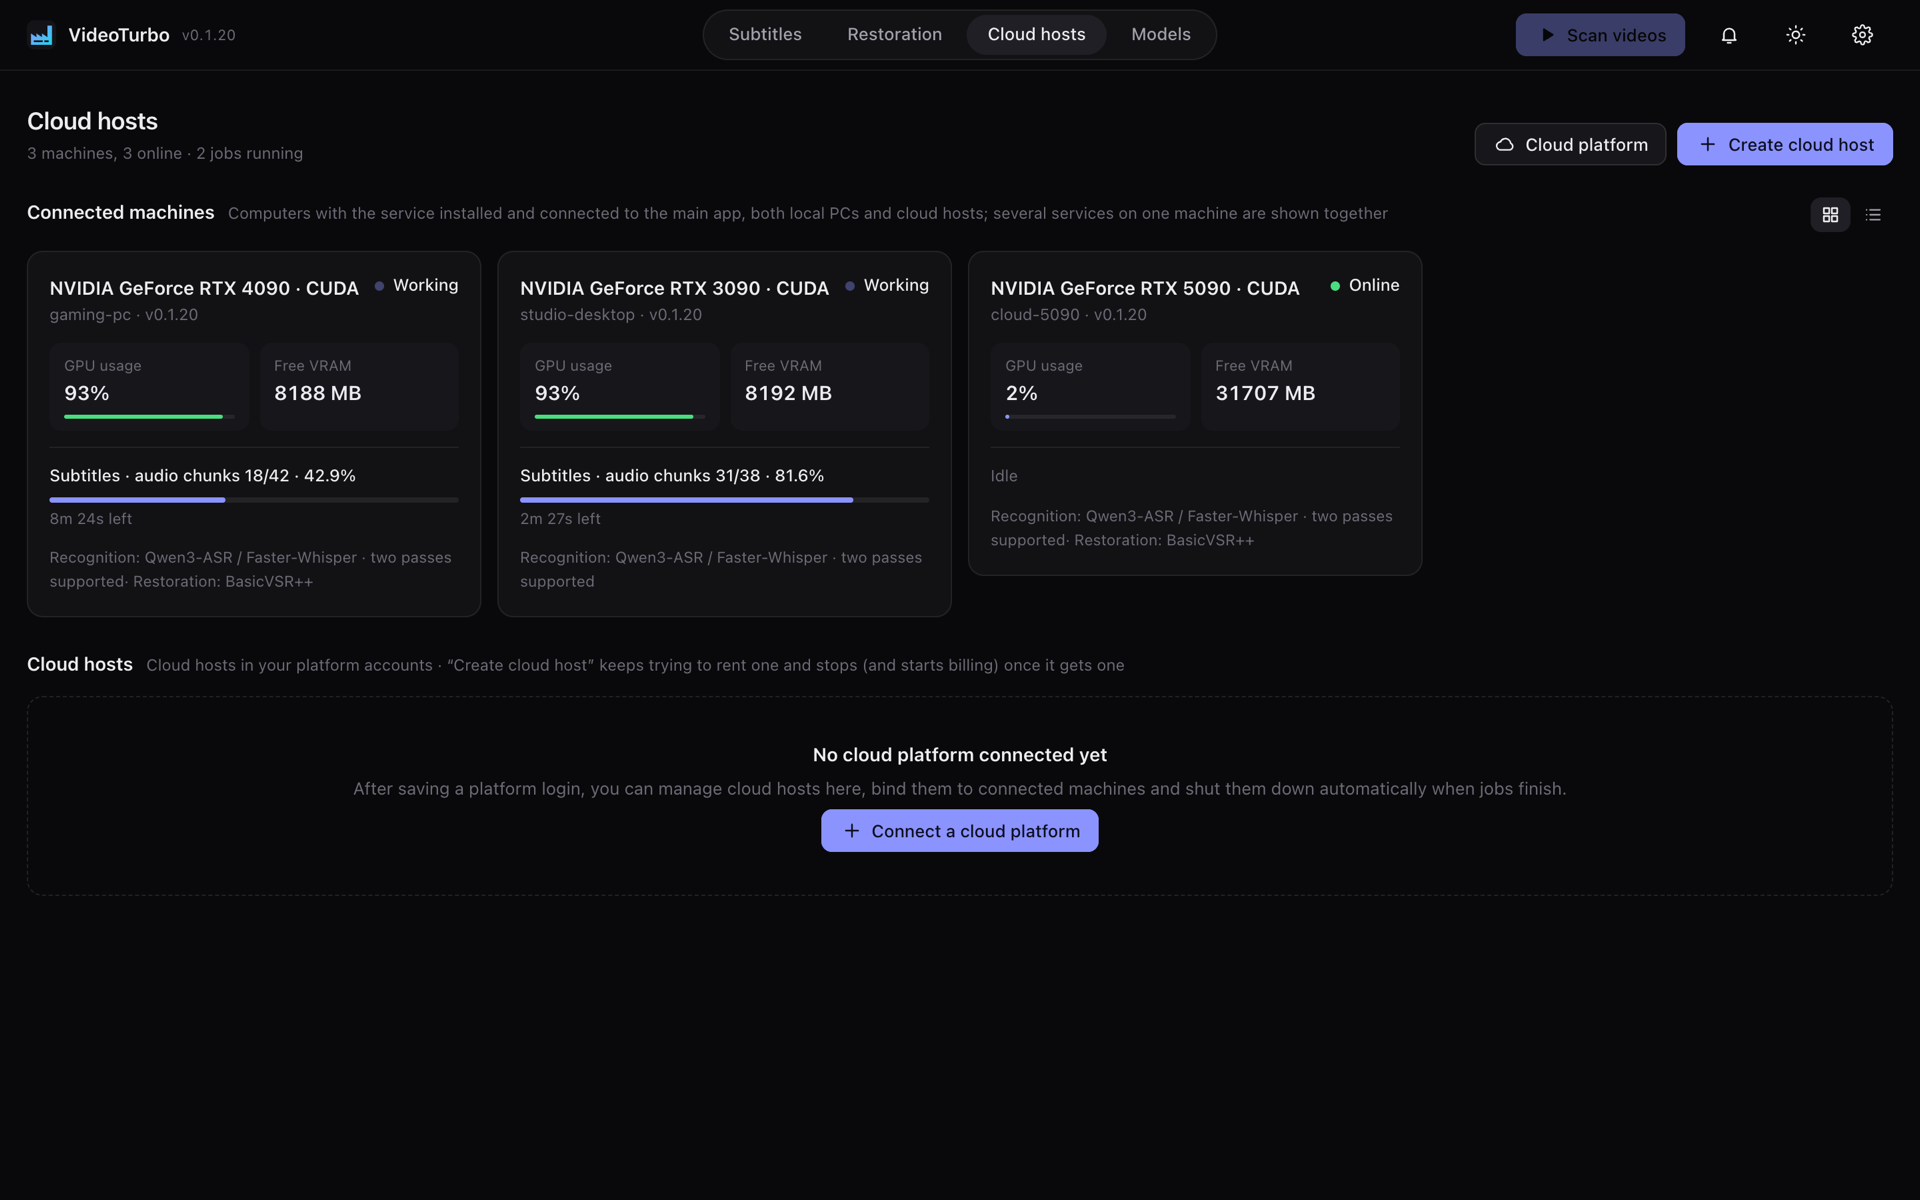 VideoTurbo v0.1.20
Subtitles
Restoration
Cloud hosts
Models
Scan videos
Cloud hosts
3 machines, 3 online · 2 jobs running
Cloud platform
Create cloud host
Connected machines Computers with the service installed and connected to the main app, both local PCs and cloud hosts; several services on one machine are shown together
NVIDIA GeForce RTX 4090 · CUDA
Working
gaming-pc · v0.1.20
GPU usage
93%
Free VRAM
8188 MB
Subtitles · audio chunks 18/42 · 42.9%
8m 24s left
Recognition: Qwen3-ASR / Faster-Whisper · two passes
supported· Restoration: BasicVSR++
NVIDIA GeForce RTX 3090 · CUDA
Working
studio-desktop · v0.1.20
GPU usage
93%
Free VRAM
8192 MB
Subtitles · audio chunks 31/38 · 81.6%
2m 27s left
Recognition: Qwen3-ASR / Faster-Whisper · two passes
supported
NVIDIA GeForce RTX 5090 · CUDA
Online
cloud-5090 · v0.1.20
GPU usage
2%
Free VRAM
31707 MB
Idle
Recognition: Qwen3-ASR / Faster-Whisper · two passes
supported· Restoration: BasicVSR++
Cloud hosts Cloud hosts in your platform accounts · “Create cloud host” keeps trying to rent one and stops (and starts billing) once it gets one
No cloud platform connected yet
After saving a platform login, you can manage cloud hosts here, bind them to connected machines and shut them down automatically when jobs finish.
Connect a cloud platform